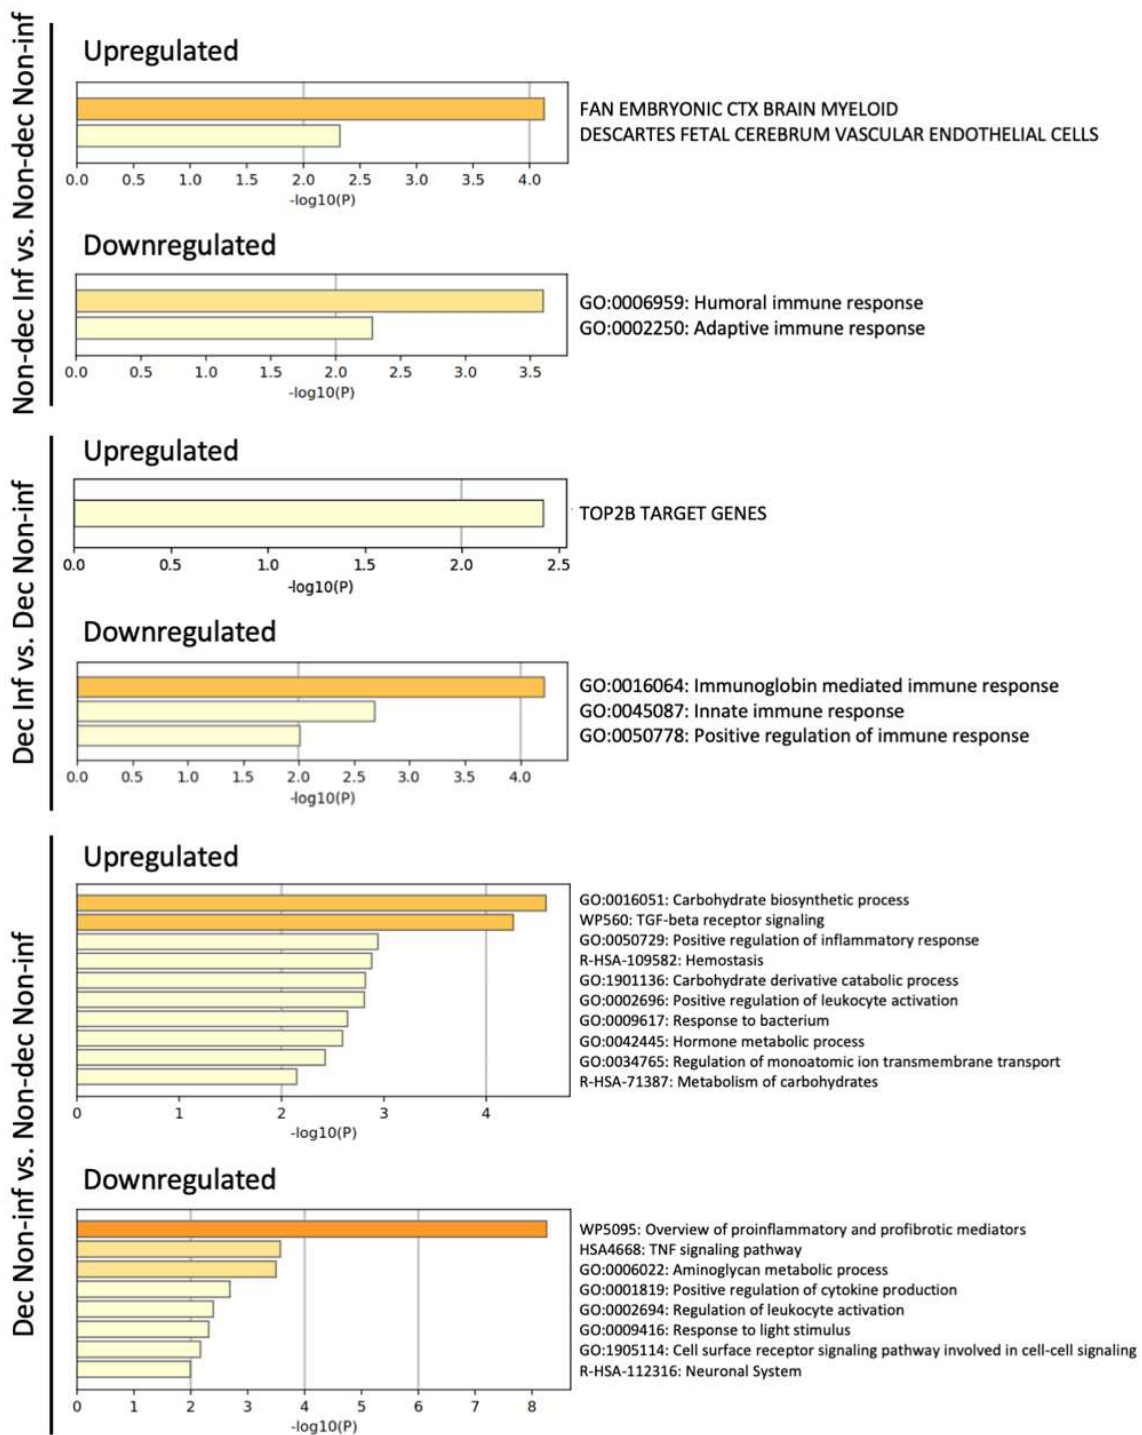 Non-dec Inf vs. Non-dec Non-inf
Upregulated
FAN EMBRYONIC CTX BRAIN MYELOID
DESCARTES FETAL CEREBRUM VASCULAR ENDOTHELIAL CELLS
0.0 0.5 1.0 1.5 2.0 2.5 3.0 3.5 4.0
-log10(P)
Downregulated
GO:0006959: Humoral immune response
GO:0002250: Adaptive immune response
0.0 0.5 1.0 1.5 2.0 2.5 3.0 3.5
-log10(P)
Dec Inf vs. Dec Non-inf
Upregulated
TOP2B TARGET GENES
0.0 0.5 1.0 1.5 2.0 2.5
-log10(P)
Downregulated
GO:0016064: Immunoglobin mediated immune response
GO:0045087: Innate immune response
GO:0050778: Positive regulation of immune response
0.0 0.5 1.0 1.5 2.0 2.5 3.0 3.5 4.0
-log10(P)
Dec Non-inf vs. Non-dec Non-inf
Upregulated
GO:0016051: Carbohydrate biosynthetic process
WP560: TGF-beta receptor signaling
GO:0050729: Positive regulation of inflammatory response
R-HSA-109582: Hemostasis
GO:1901136: Carbohydrate derivative catabolic process
GO:0002696: Positive regulation of leukocyte activation
GO:0009617: Response to bacterium
GO:0042445: Hormone metabolic process
GO:0034765: Regulation of monoatomic ion transmembrane transport
R-HSA-71387: Metabolism of carbohydrates
0 1 2 3 4
-log10(P)
Downregulated
WP5095: Overview of proinflammatory and profibrotic mediators
HSA4668: TNF signaling pathway
GO:0006022: Aminoglycan metabolic process
GO:0001819: Positive regulation of cytokine production
GO:0002694: Regulation of leukocyte activation
GO:0009416: Response to light stimulus
GO:1905114: Cell surface receptor signaling pathway involved in cell-cell signaling
R-HSA-112316: Neuronal System
0 1 2 3 4 5 6 7 8
-log10(P)